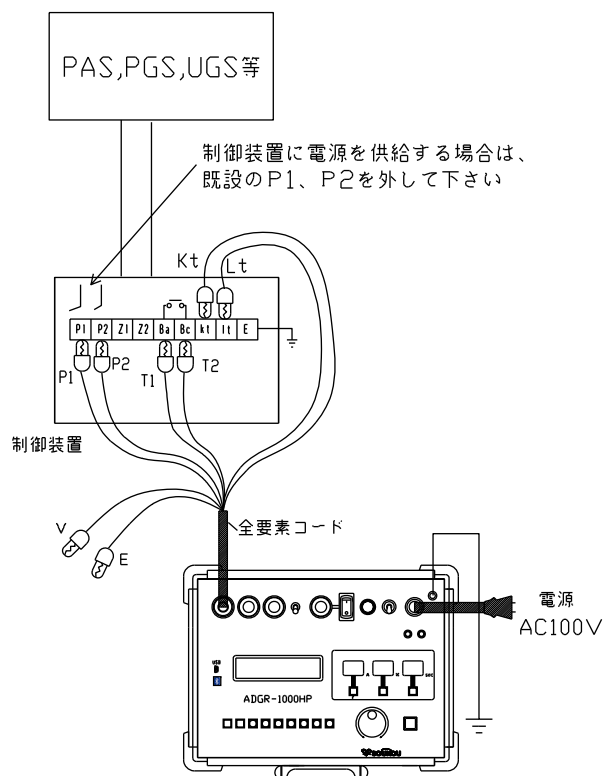 PAS,PGS,UGS等
制御装置に電源を供給する場合は、
既設のP1、P2を外して下さい
Kt
Lt
P1 P2 Z1 Z2 Ba Bc kt lt E
P1
P2
T1
T2
制御装置
V
E
全要素コード
電源
AC100V
USB
A
K
sec
ADGR-1000HP